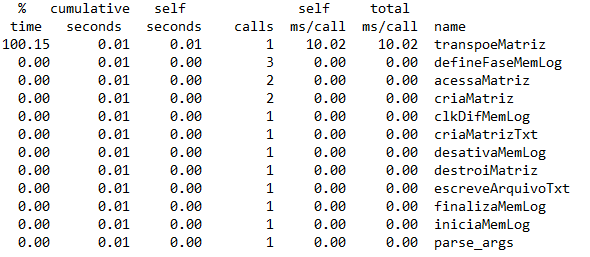 %   cumulative   self              self     total
time   seconds   seconds    calls  ms/call  ms/call  name
100.15      0.01     0.01        1    10.02    10.02  transpoeMatriz
0.00      0.01     0.00        3     0.00     0.00  defineFaseMemLog
0.00      0.01     0.00        2     0.00     0.00  acessaMatriz
0.00      0.01     0.00        2     0.00     0.00  criaMatriz
0.00      0.01     0.00        1     0.00     0.00  clkDifMemLog
0.00      0.01     0.00        1     0.00     0.00  criaMatrizTxt
0.00      0.01     0.00        1     0.00     0.00  desativaMemLog
0.00      0.01     0.00        1     0.00     0.00  destroiMatriz
0.00      0.01     0.00        1     0.00     0.00  escreveArquivoTxt
0.00      0.01     0.00        1     0.00     0.00  finalizaMemLog
0.00      0.01     0.00        1     0.00     0.00  iniciaMemLog
0.00      0.01     0.00        1     0.00     0.00  parse_args